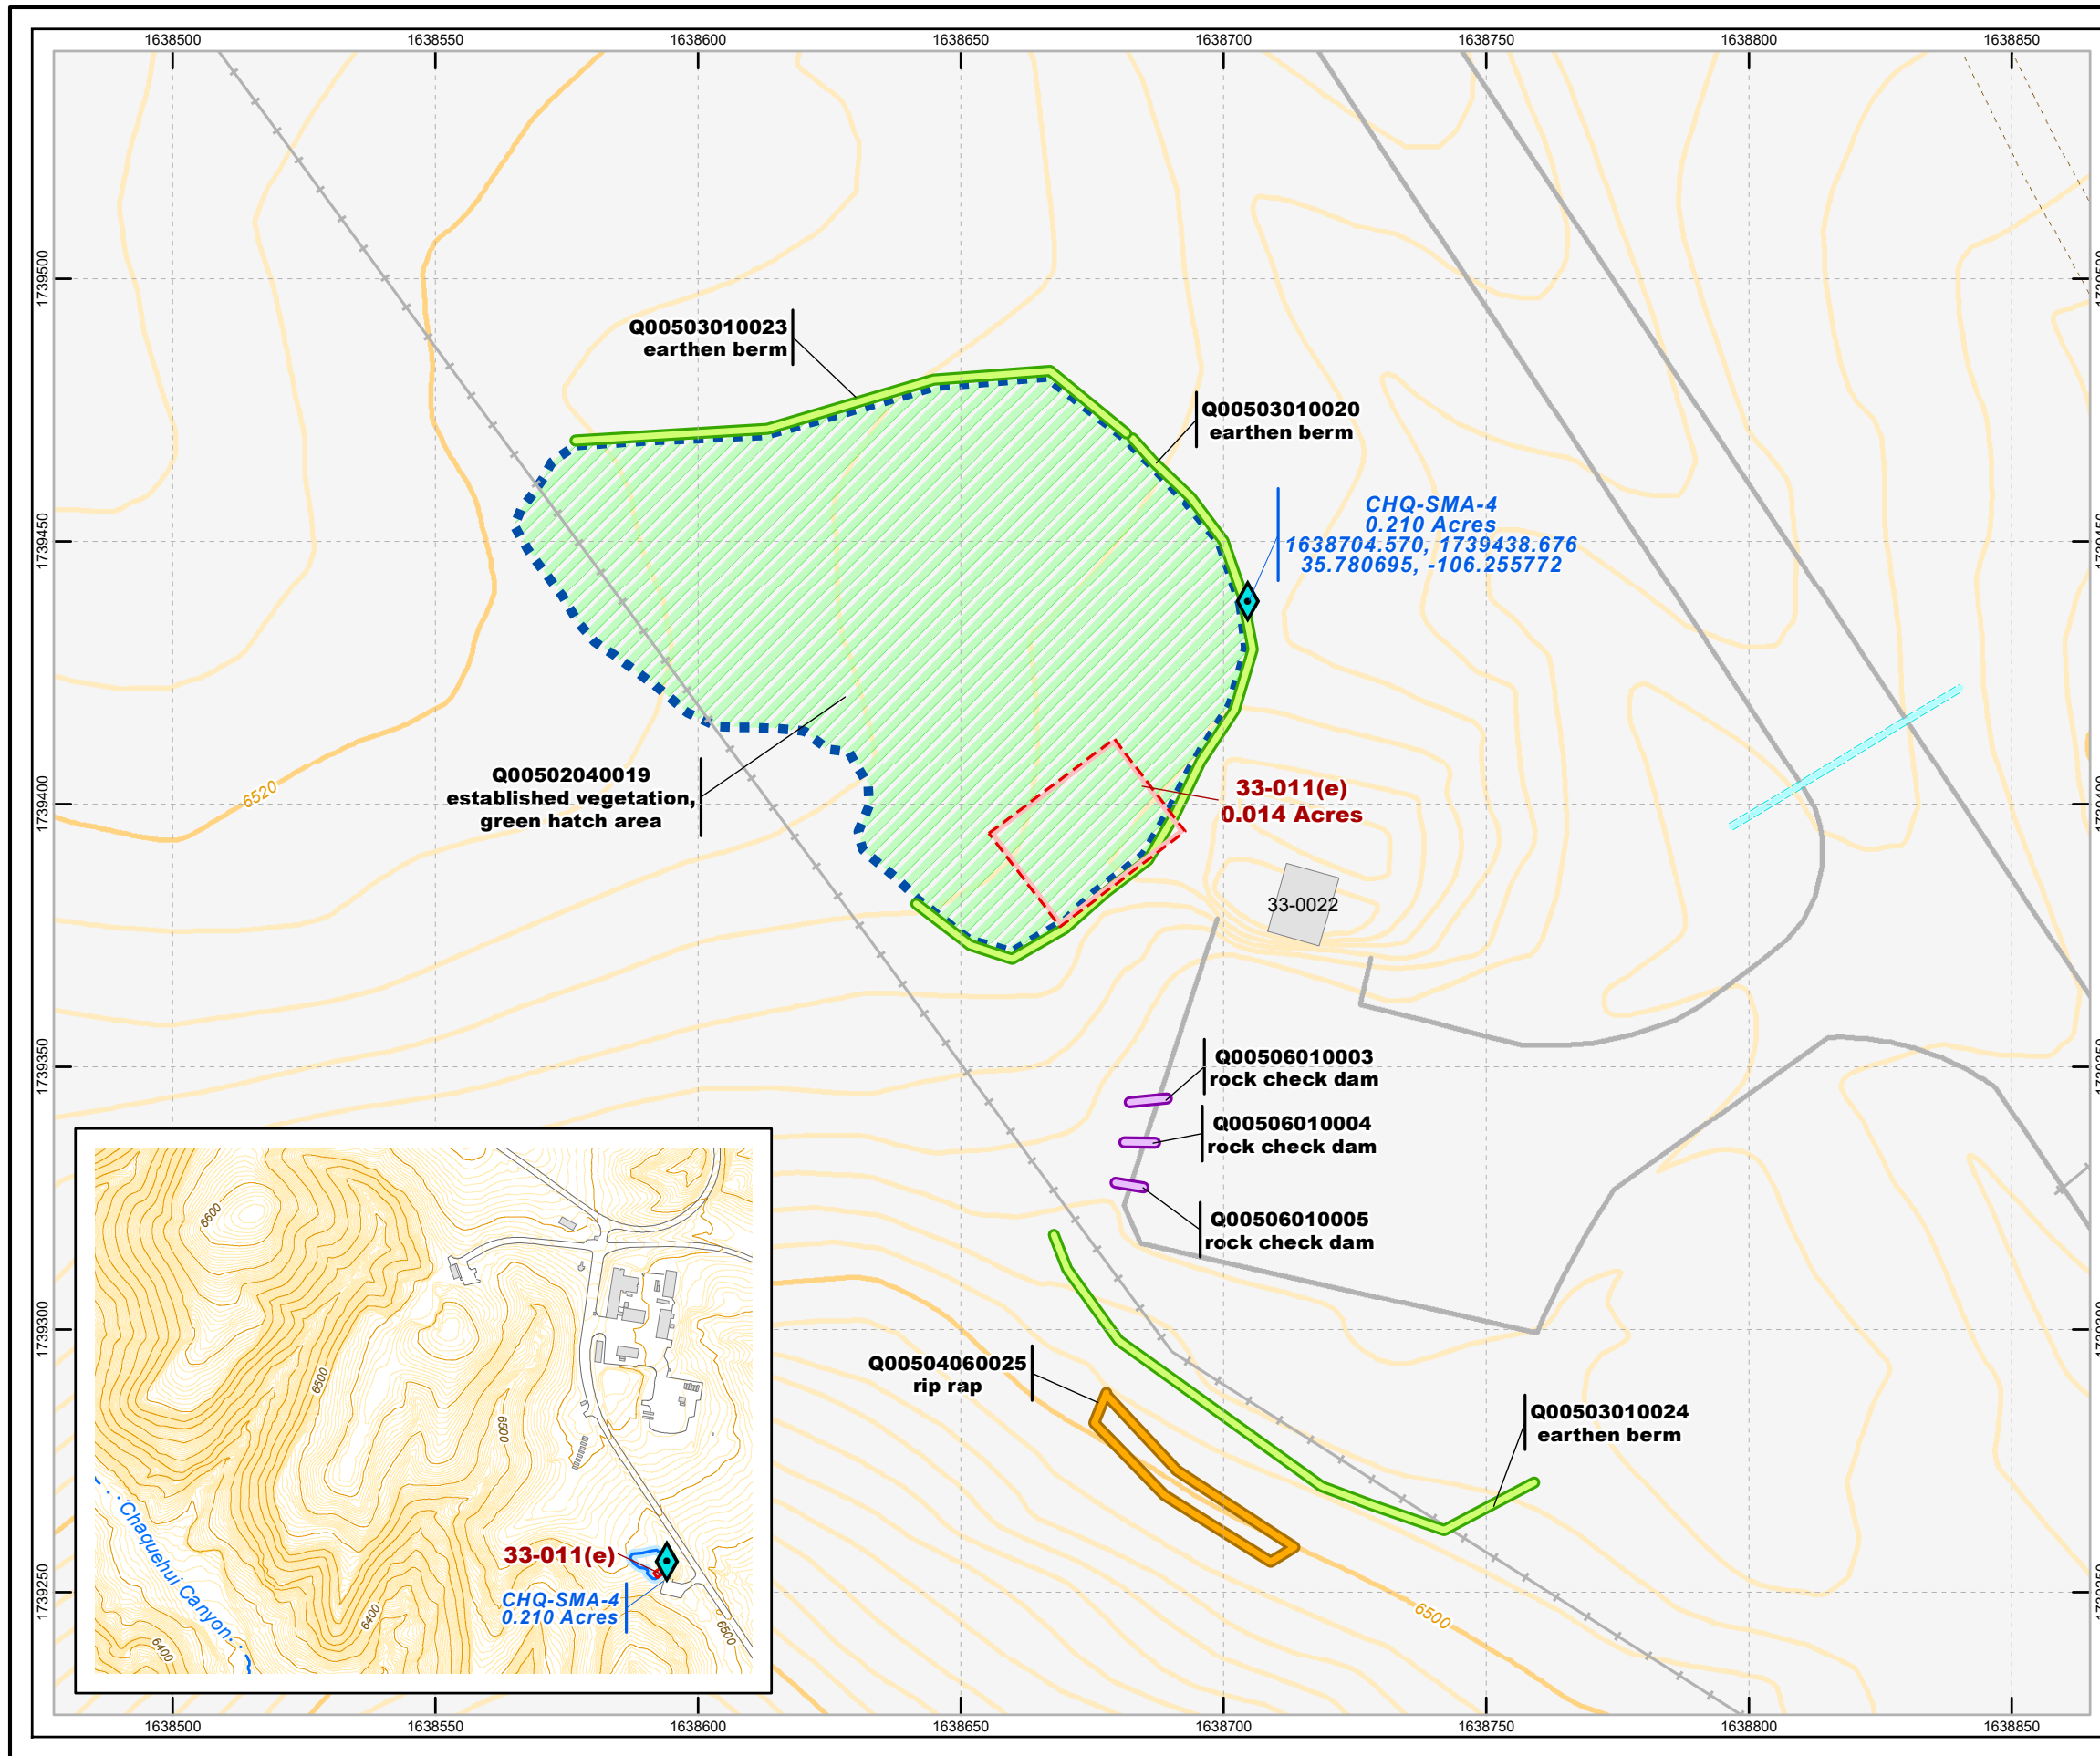 1638500 1638550 1638600 1638650 1638700 1638750 1638800 1638850
1739500
1739450
1739400
1739350
1739300
1739250
Q00503010023
earthen berm
Q00503010020
earthen berm
CHQ-SMA-4
0.210 Acres
1638704.570, 1739438.676
35.780695, -106.255772
Q00502040019
established vegetation,
green hatch area
33-011(e)
0.014 Acres
6520
33-0022
Q00506010003
rock check dam
Q00506010004
rock check dam
Q00506010005
rock check dam
Q00504060025
rip rap
Q00503010024
earthen berm
6500
6600
6500
6500
33-011(e)
CHQ-SMA-4
0.210 Acres
Chaquehui Canyon
6400
6400
6500
1638500 1638550 1638600 1638650 1638700 1638750 1638800 1638850